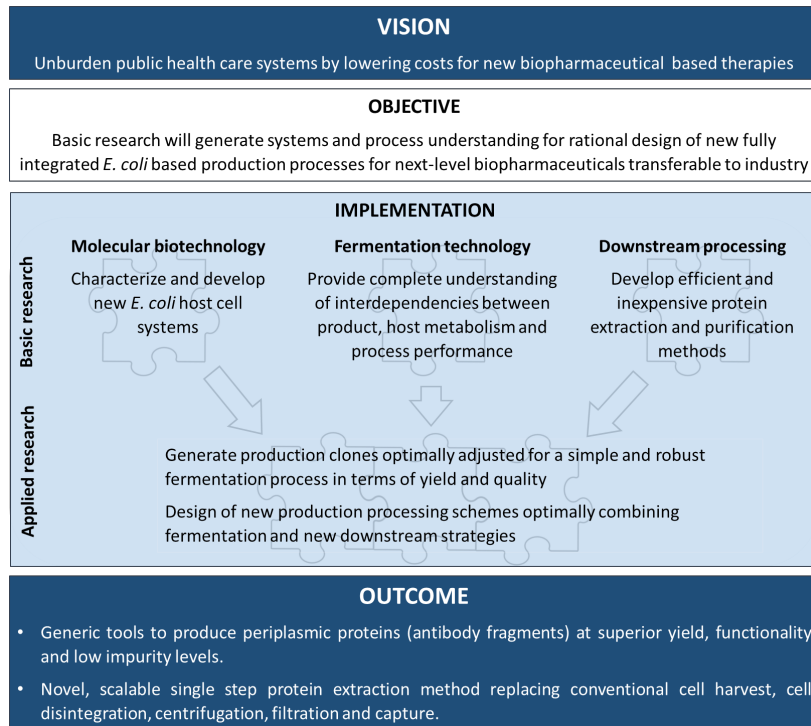 VISION
Unburden public health care systems by lowering costs for new biopharmaceutical based therapies
OBJECTIVE
Basic research will generate systems and process understanding for rational design of new fully
integrated E. coli based production processes for next-level biopharmaceuticals transferable to industry
IMPLEMENTATION
Basic research
Molecular biotechnology
Characterize and develop
new E. coli host cell
systems
Fermentation technology
Provide complete understanding
of interdependencies between
product, host metabolism and
process performance
Downstream processing
Develop efficient and
inexpensive protein
extraction and purification
methods
Applied research
Generate production clones optimally adjusted for a simple and robust
fermentation process in terms of yield and quality
Design of new production processing schemes optimally combining
fermentation and new downstream strategies
OUTCOME
• Generic tools to produce periplasmic proteins (antibody fragments) at superior yield, functionality
and low impurity levels.
• Novel, scalable single step protein extraction method replacing conventional cell harvest, cell
disintegration, centrifugation, filtration and capture.